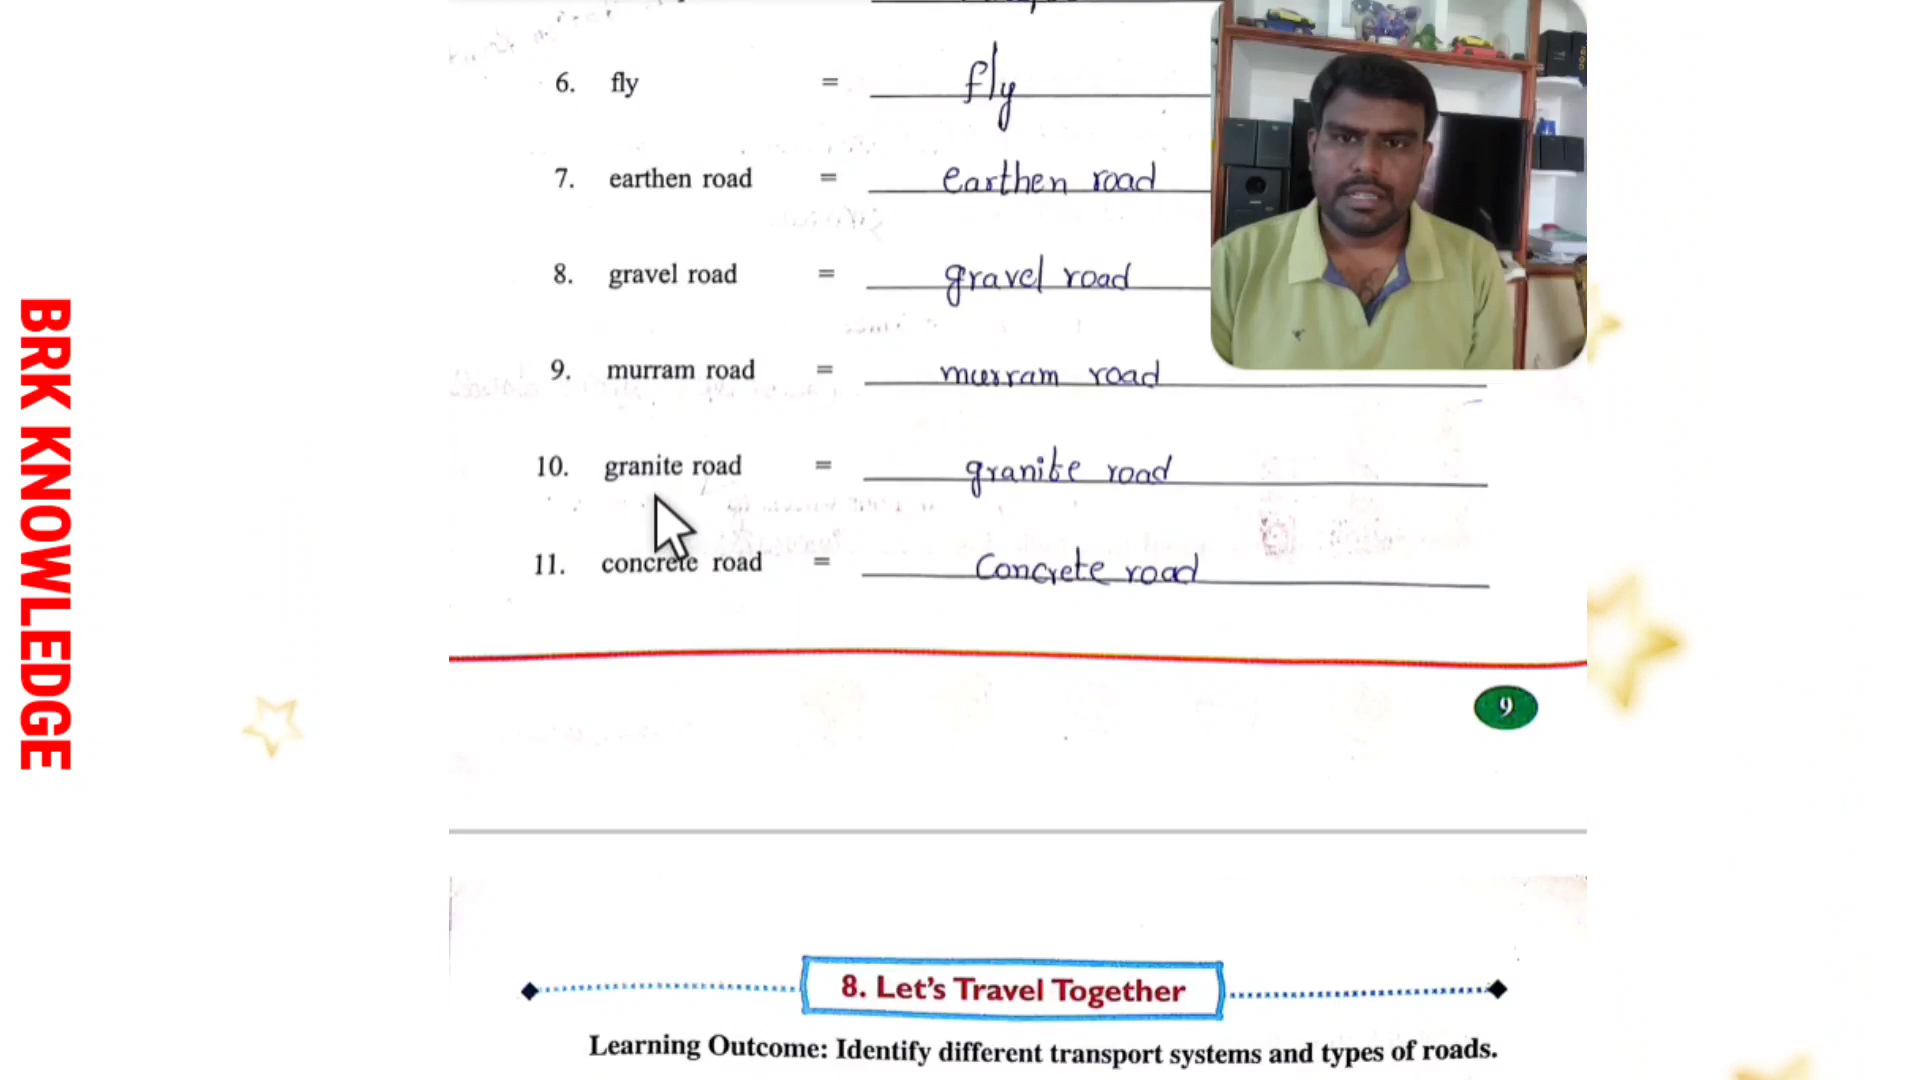 6. fly = fly
7. earthen road = earthen road
8. gravel road = gravel road
9. murram road = murram road
10. granite road = granite road
11. concrete road = Concrete road
9
8. Let's Travel Together
Learning Outcome: Identify different transport systems and types of roads.
BRK KNOWLEDGE